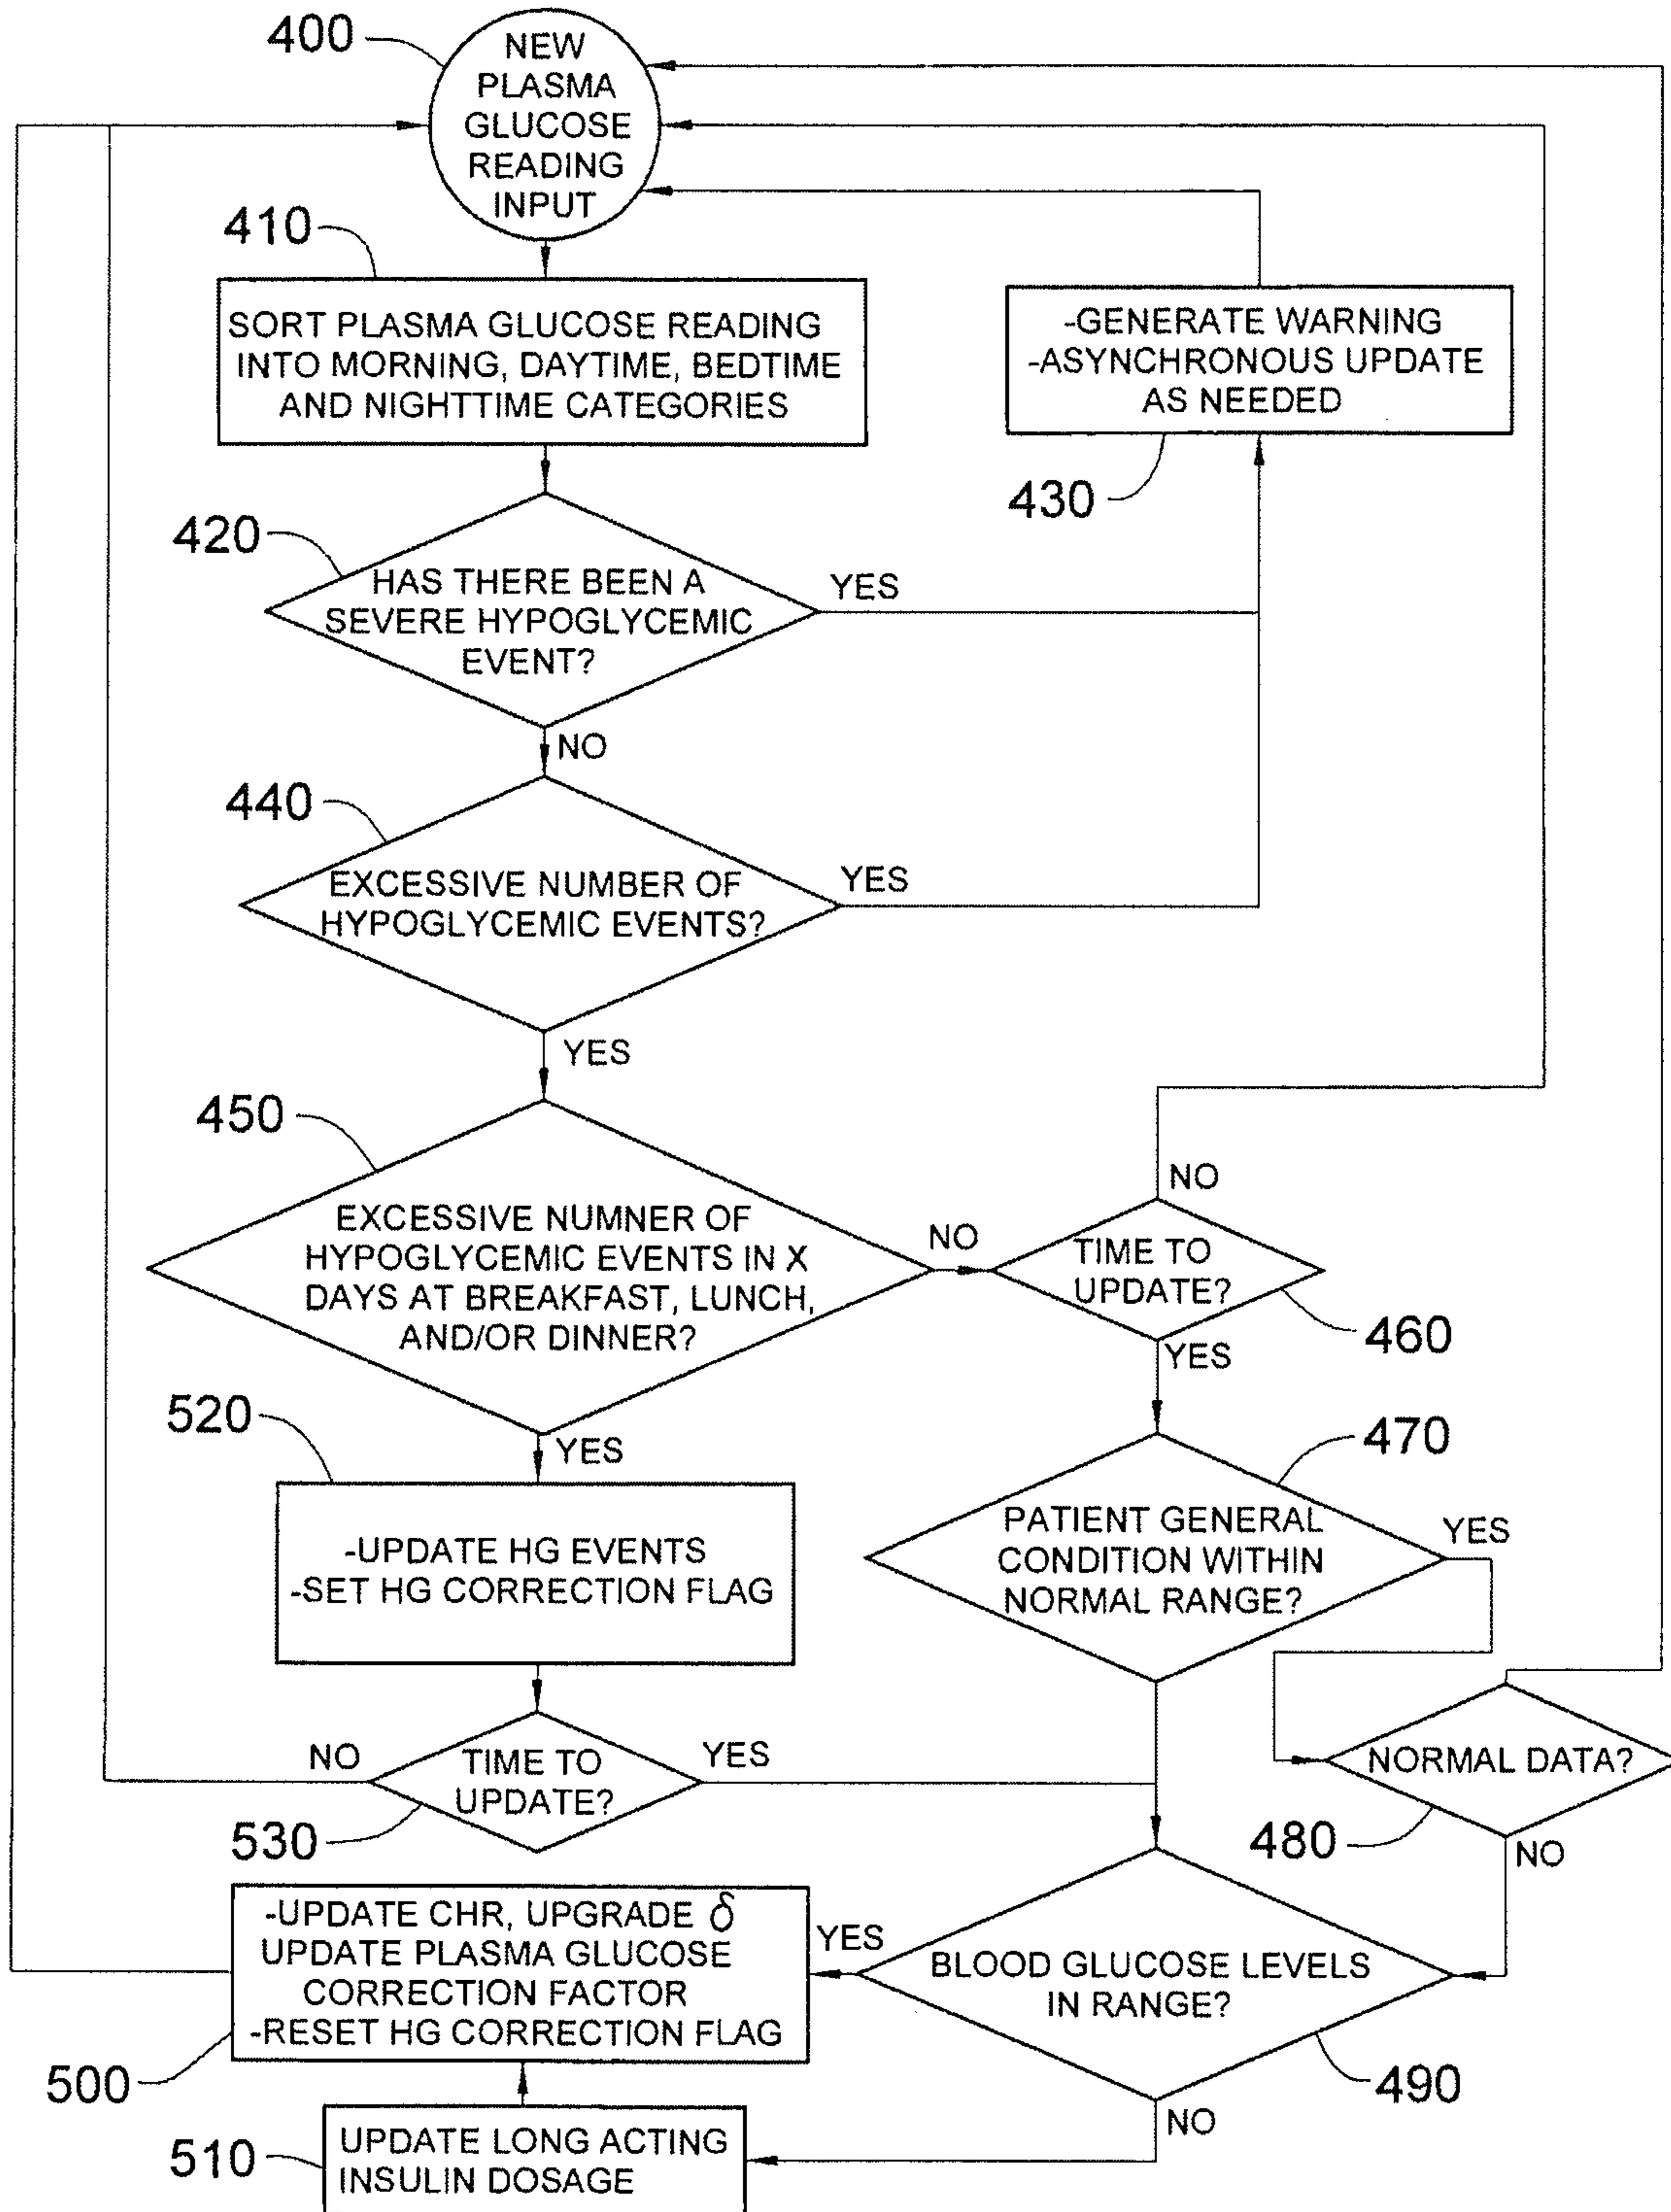 400
NEW
PLASMA
GLUCOSE
READING
INPUT
410
SORT PLASMA GLUCOSE READING
INTO MORNING, DAYTIME, BEDTIME
AND NIGHTTIME CATEGORIES
-GENERATE WARNING
-ASYNCHRONOUS UPDATE
AS NEEDED
430
420
HAS THERE BEEN A
SEVERE HYPOGLYCEMIC
EVENT?
YES
NO
440
EXCESSIVE NUMBER OF
HYPOGLYCEMIC EVENTS?
YES
YES
450
EXCESSIVE NUMNER OF
HYPOGLYCEMIC EVENTS IN X
DAYS AT BREAKFAST, LUNCH,
AND/OR DINNER?
NO
NO
TIME TO
UPDATE?
460
YES
YES
520
-UPDATE HG EVENTS
-SET HG CORRECTION FLAG
470
PATIENT GENERAL
CONDITION WITHIN
NORMAL RANGE?
YES
NO
TIME TO
UPDATE?
YES
530
NORMAL DATA?
480
NO
-UPDATE CHR, UPGRADE δ
UPDATE PLASMA GLUCOSE
CORRECTION FACTOR
-RESET HG CORRECTION FLAG
500
YES
BLOOD GLUCOSE LEVELS
IN RANGE?
490
NO
510
UPDATE LONG ACTING
INSULIN DOSAGE